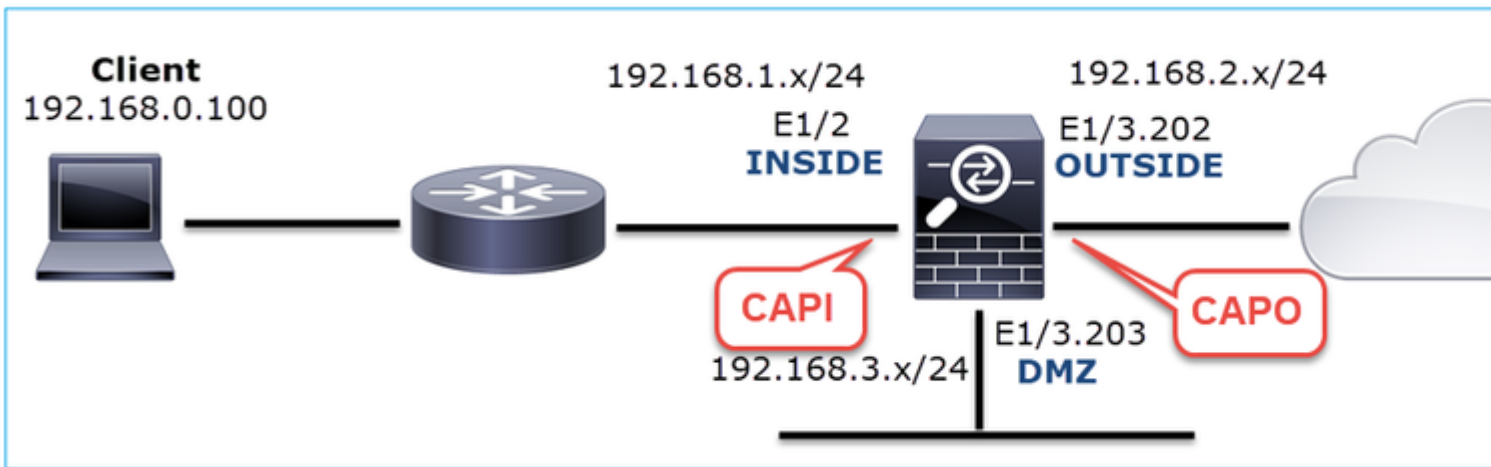 Client
192.168.0.100
192.168.1.x/24
E1/2
INSIDE
192.168.2.x/24
E1/3.202
OUTSIDE
CAPI
CAPO
E1/3.203
192.168.3.x/24
DMZ